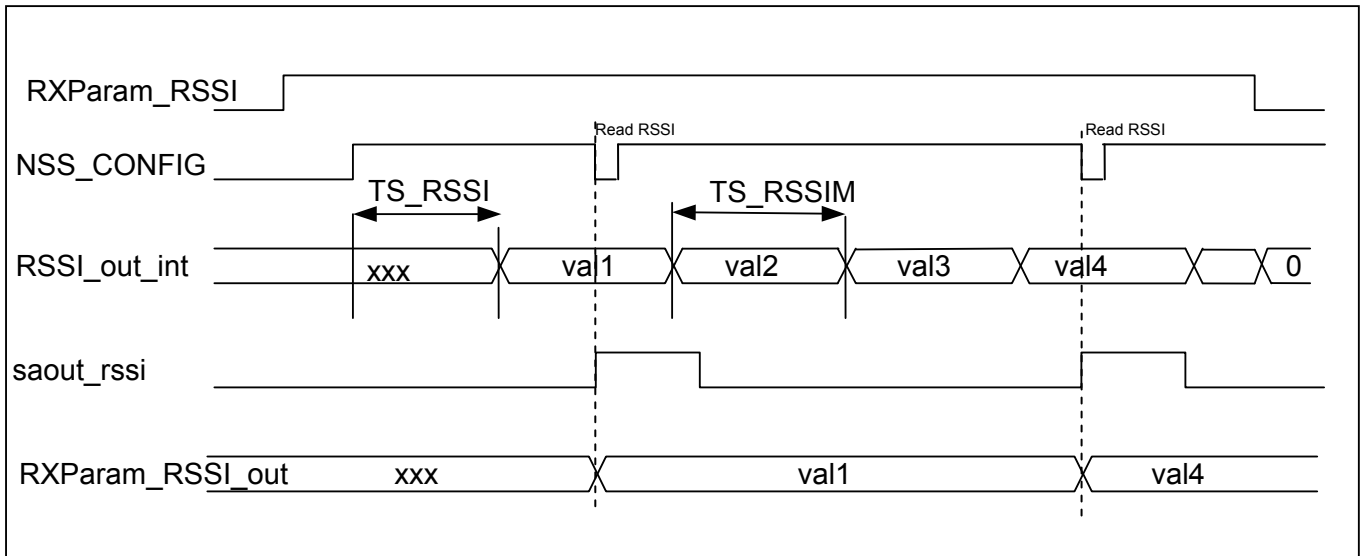 RXParam_RSSI
Read RSSI
Read RSSI
NSS_CONFIG
TS_RSSI
TS_RSSIM
RSSI_out_int
xxx
val1
val2
val3
val4
0
saout_rssi
RXParam_RSSI_out
xxx
val1
val4